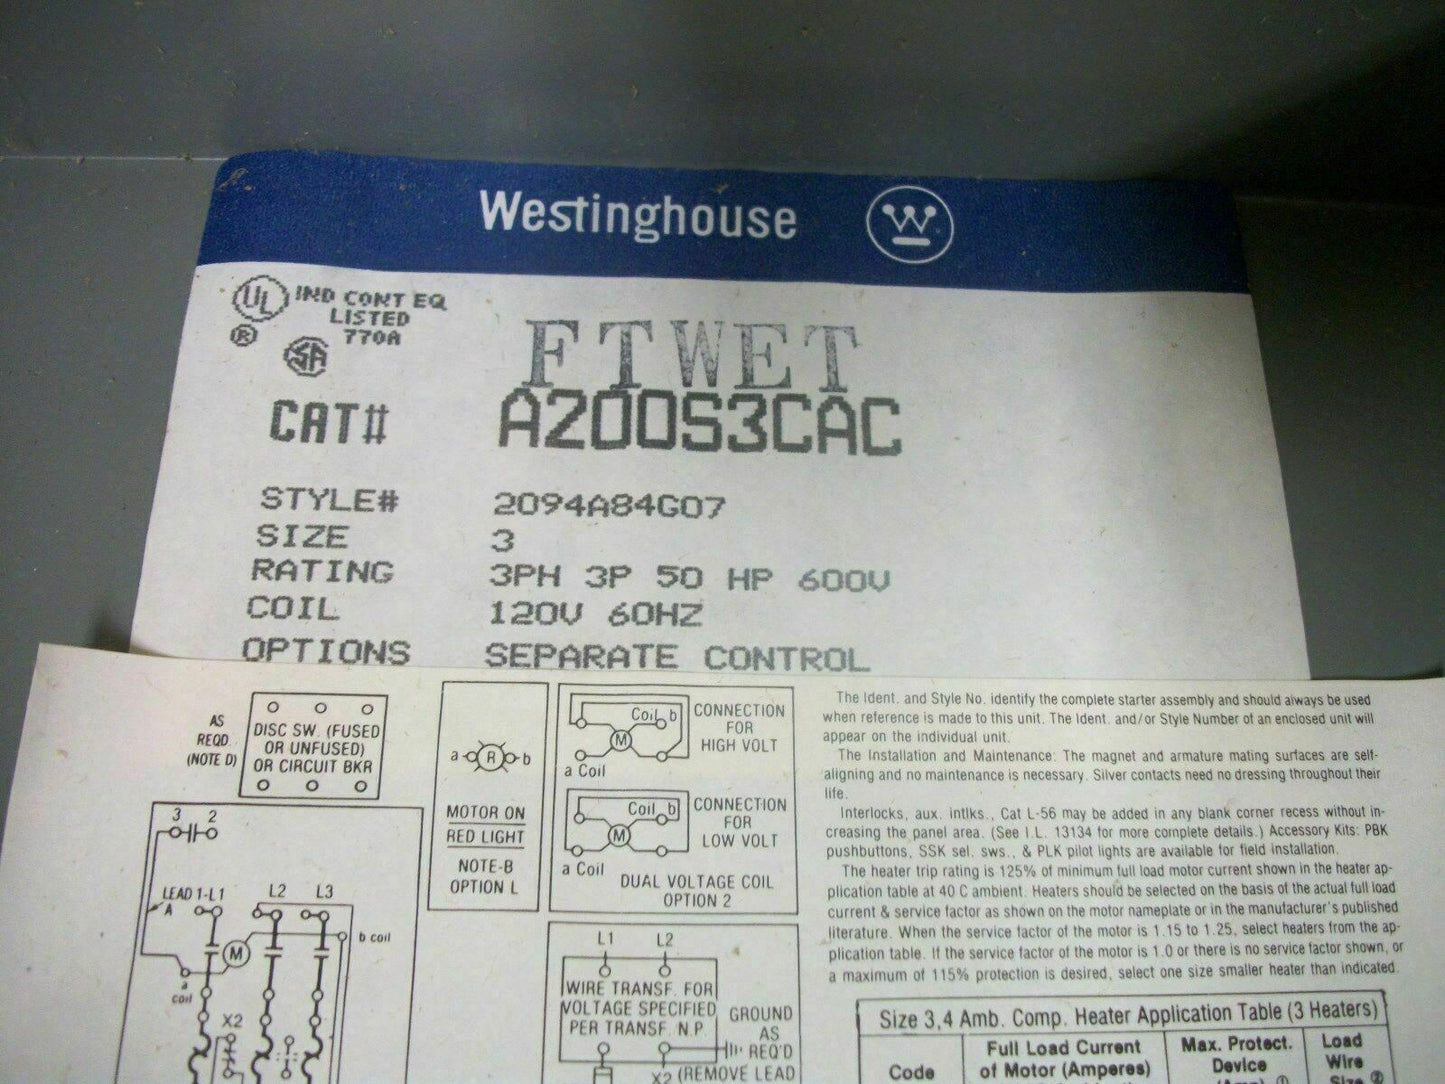 Westinghouse
UL IND CONT EQ
LISTED
770A
®
FTWET
CAT# A200S3CAC
STYLE# 2094A84G07
SIZE 3
RATING 3PH 3P 50 HP 600V
COIL 120V 60HZ
OPTIONS SEPARATE CONTROL
AS
REQD.
(NOTE D)
DISC SW. (FUSED
OR UNFUSED)
OR CIRCUIT BKR
3 2
LEAD 1-L1 L2 L3
A
M
b coil
a
coil
X2
a R b
MOTOR ON
RED LIGHT
NOTE-B
OPTION L
Coil b
M
a Coil
CONNECTION
FOR
HIGH VOLT
Coil b
M
a Coil
CONNECTION
FOR
LOW VOLT
DUAL VOLTAGE COIL
OPTION 2
L1 L2
WIRE TRANSF. FOR
VOLTAGE SPECIFIED
PER TRANSF. N.P
GROUND
AS
REQ'D
X2 (REMOVE LEAD
The Ident. and Style No. identify the complete starter assembly and should always be used
when reference is made to this unit. The Ident. and/or Style Number of an enclosed unit will
appear on the individual unit.
The Installation and Maintenance: The magnet and armature mating surfaces are self-
aligning and no maintenance is necessary. Silver contacts need no dressing throughout their
life.
Interlocks, aux. intlks., Cat L-56 may be added in any blank corner recess without in-
creasing the panel area. (See I.L. 13134 for more complete details.) Accessory Kits: PBK
pushbuttons, SSK sel. sws., & PLK pilot lights are available for field installation.
The heater trip rating is 125% of minimum full load motor current shown in the heater ap-
plication table at 40 C ambient. Heaters should be selected on the basis of the actual full load
current & service factor as shown on the motor nameplate or in the manufacturer's published
literature. When the service factor of the motor is 1.15 to 1.25, select heaters from the ap-
plication table. If the service factor of the motor is 1.0 or there is no service factor shown, or
a maximum of 115% protection is desired, select one size smaller heater than indicated.
Size 3,4 Amb. Comp. Heater Application Table (3 Heaters)
Code
Full Load Current
of Motor (Amperes)
Max. Protect.
Device
Load
Wire